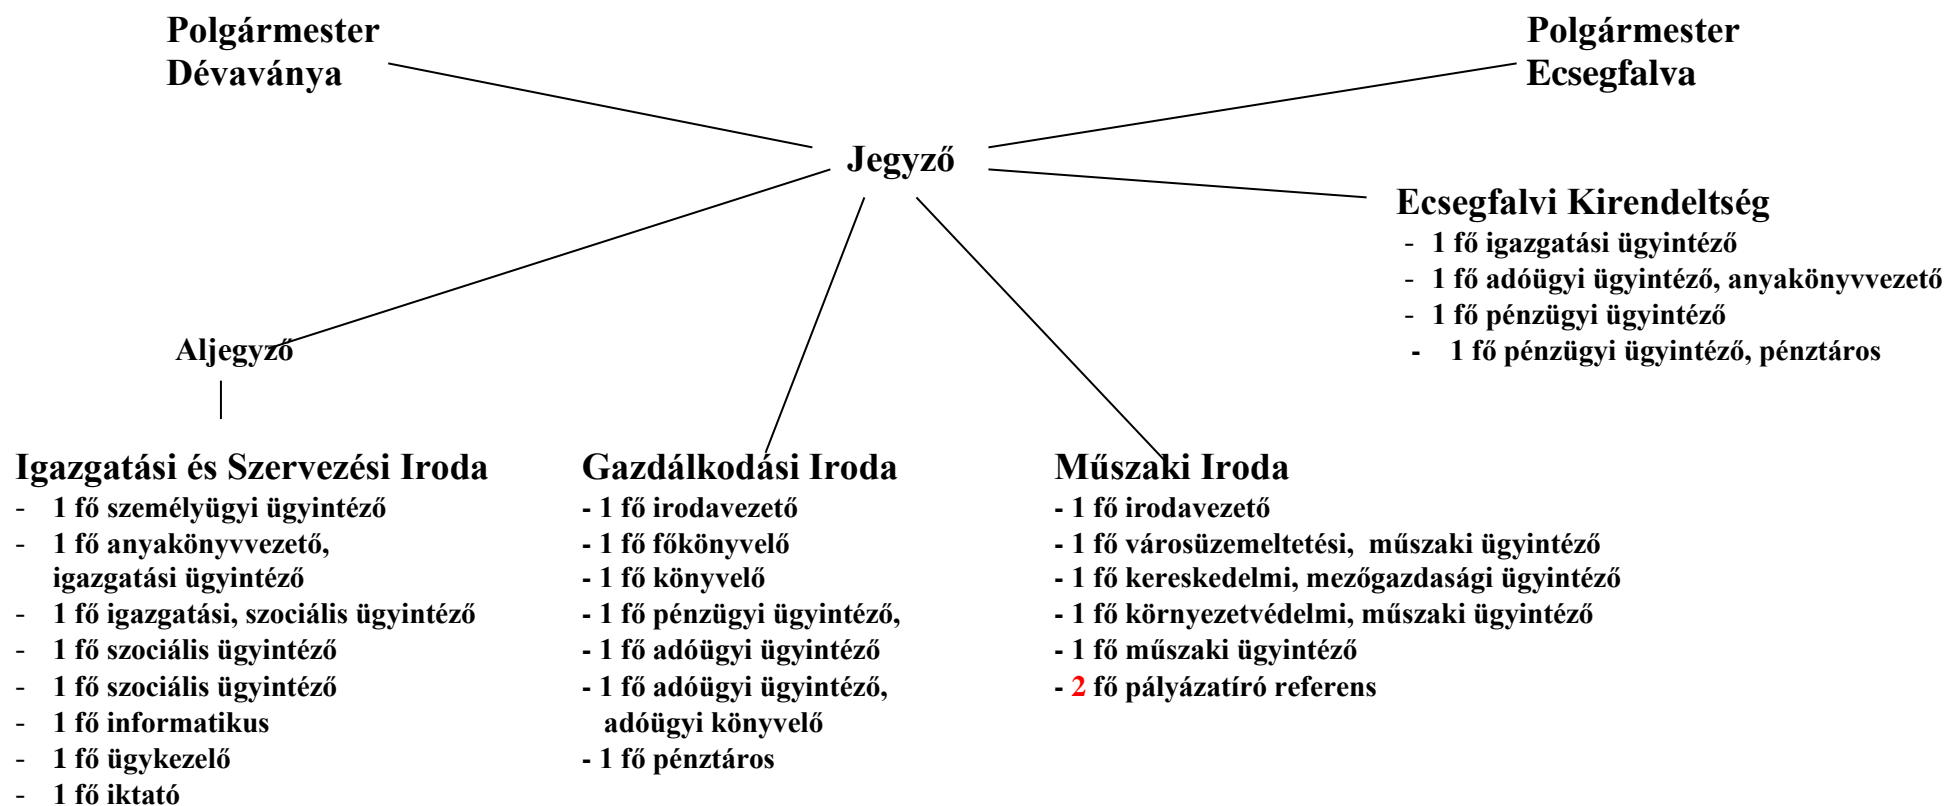 Polgármester
Dévaványa
Polgármester
Ecsegfalva
Jegyző
Ecsegfalvi Kirendeltség
- 1 fő igazgatási ügyintéző
- 1 fő adóügyi ügyintéző, anyakönyvvezető
- 1 fő pénzügyi ügyintéző
- 1 fő pénzügyi ügyintéző, pénztáros
Aljegyző
Igazgatási és Szervezési Iroda
- 1 fő személyügyi ügyintéző
- 1 fő anyakönyvvezető,
igazgatási ügyintéző
- 1 fő igazgatási, szociális ügyintéző
- 1 fő szociális ügyintéző
- 1 fő szociális ügyintéző
- 1 fő informatikus
- 1 fő ügykezelő
- 1 fő iktató
Gazdálkodási Iroda
- 1 fő irodavezető
- 1 fő főkönyvelő
- 1 fő könyvelő
- 1 fő pénzügyi ügyintéző,
- 1 fő adóügyi ügyintéző
- 1 fő adóügyi ügyintéző,
adóügyi könyvelő
- 1 fő pénztáros
Műszaki Iroda
- 1 fő irodavezető
- 1 fő városüzemeltetési, műszaki ügyintéző
- 1 fő kereskedelmi, mezőgazdasági ügyintéző
- 1 fő környezetvédelmi, műszaki ügyintéző
- 1 fő műszaki ügyintéző
- 2 fő pályázatíró referens